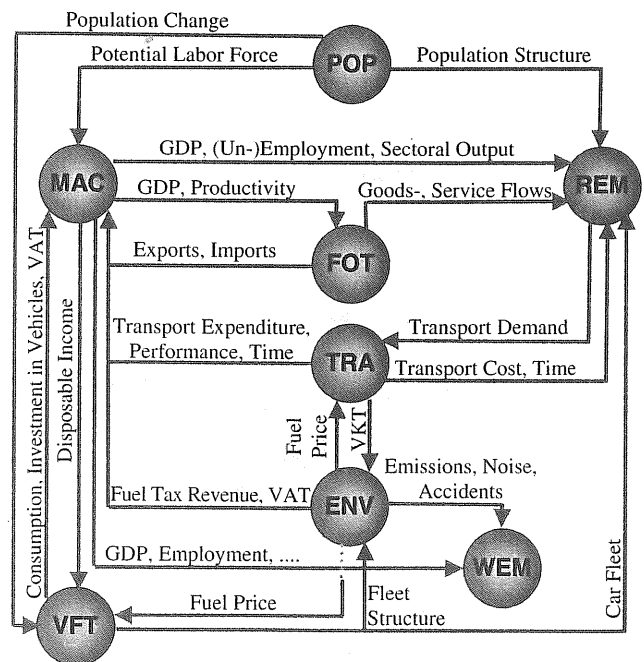 Population Change
Potential Labor Force
POP
Population Structure
GDP, (Un-)Employment, Sectoral Output
MAC
REM
GDP, Productivity
Goods-, Service Flows
FOT
Exports, Imports
Transport Expenditure,
Performance, Time
TRA
Transport Demand
Transport Cost, Time
Consumption, Investment in Vehicles, VAT
Disposable Income
Fuel
Price
VKT
Emissions, Noise,
Accidents
Fuel Tax Revenue, VAT
ENV
GDP, Employment, ....
WEM
Car Fleet
Fuel Price
Fleet
Structure
VFT